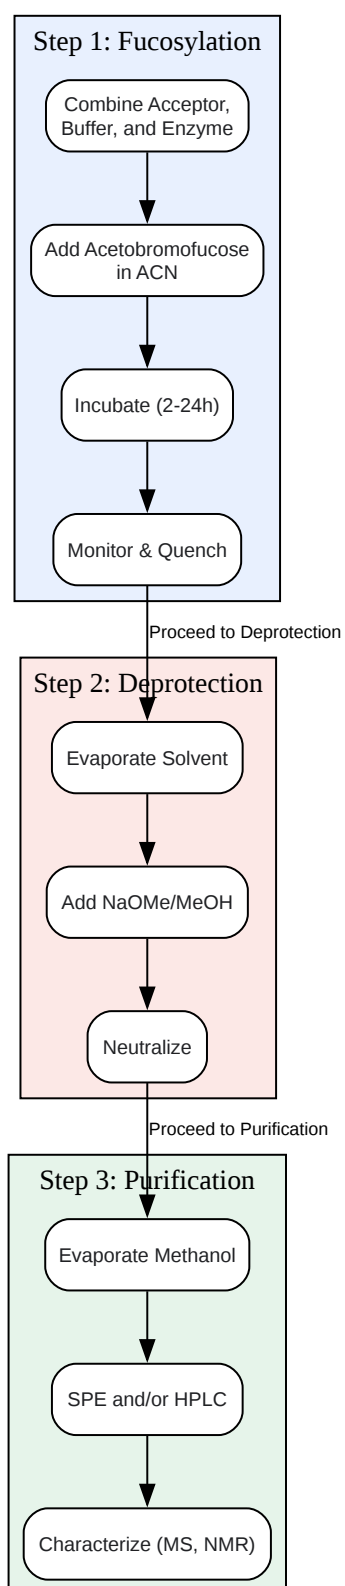 Step 1: Fucosylation
Combine Acceptor,
Buffer, and Enzyme
Add Acetobromofucose
in ACN
Incubate (2-24h)
Monitor & Quench
Proceed to Deprotection
Step 2: Deprotection
Evaporate Solvent
Add NaOMe/MeOH
Neutralize
Proceed to Purification
Step 3: Purification
Evaporate Methanol
SPE and/or HPLC
Characterize (MS, NMR)